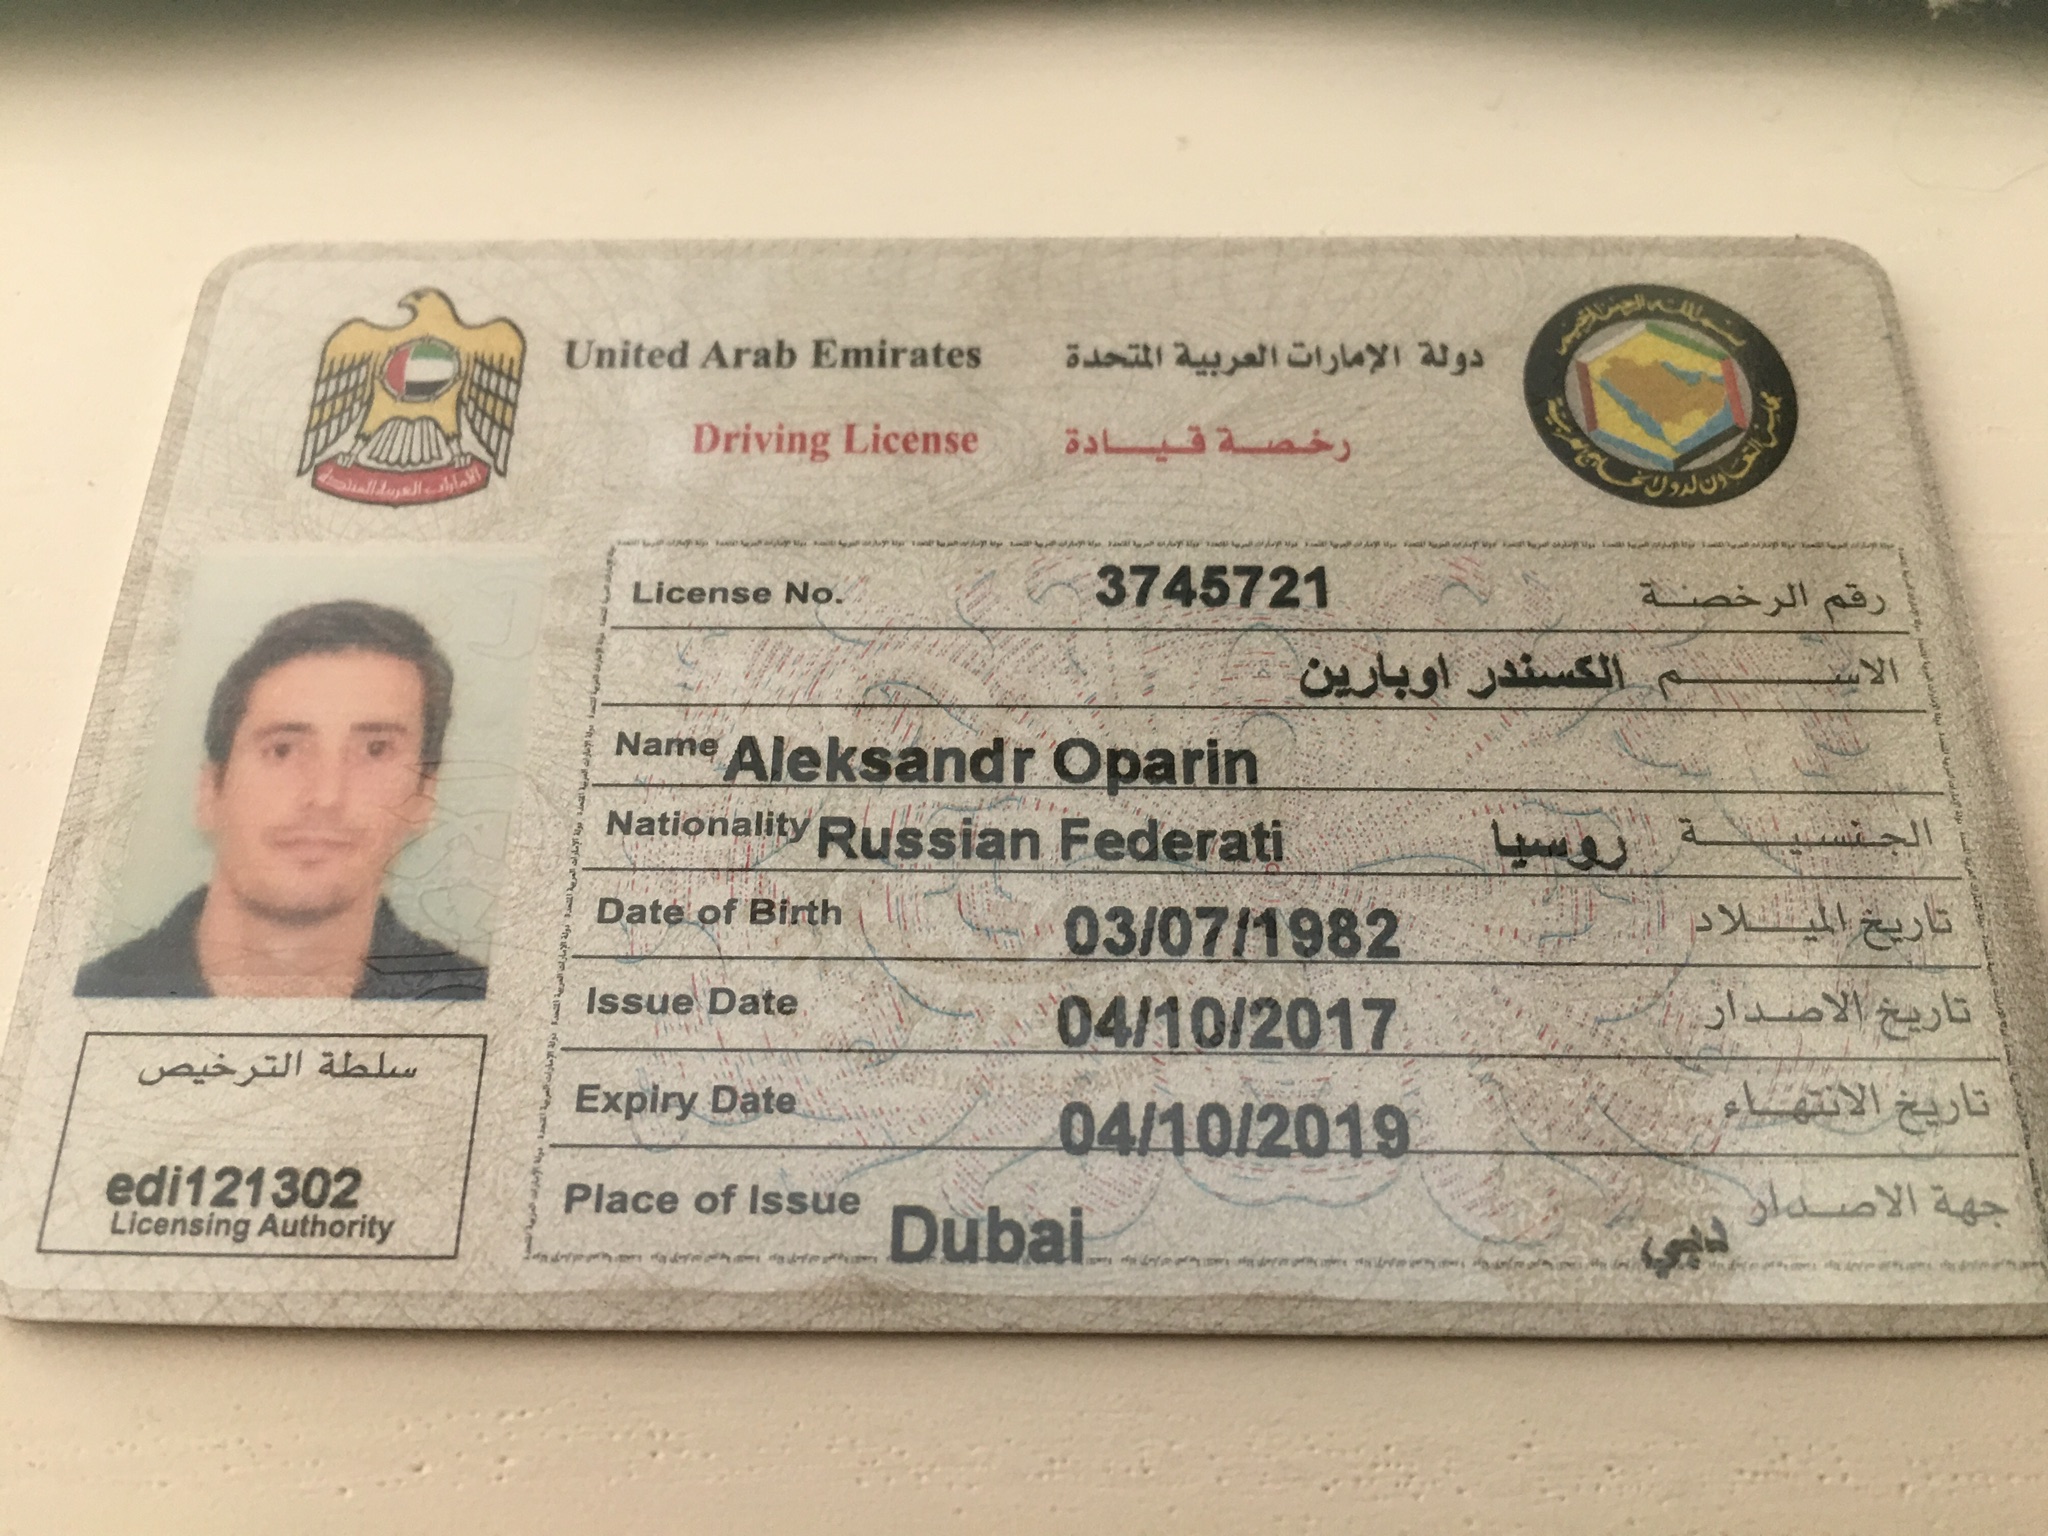 United Arab Emirates دولة الإمارات العربية المتحدة
Driving License رخصة قيادة
الامارات العربية المتحدة
License No. 3745721 رقم الرخصة
الاسم الكسندر اوبارين
Name Aleksandr Oparin
Nationality Russian Federati روسيا الجنسية
Date of Birth 03/07/1982 تاريخ الميلاد
Issue Date 04/10/2017 تاريخ الاصدار
Expiry Date 04/10/2019 تاريخ الانتهاء
Place of Issue Dubai دبي جهة الاصدار
سلطة الترخيص
edi121302
Licensing Authority